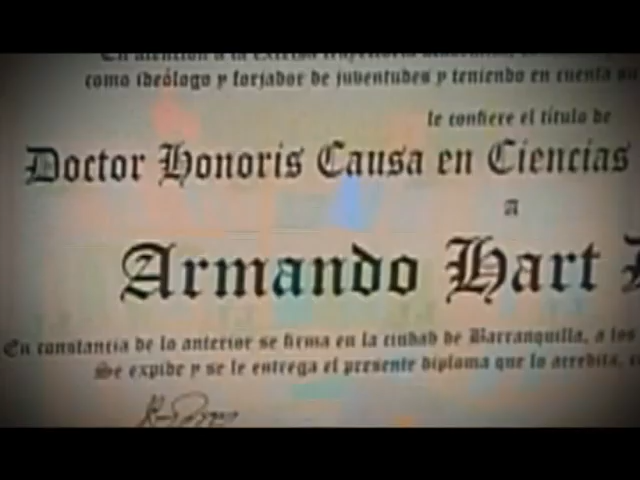 como ideólogo y forjador de juventudes y teniendo en cuenta su
le confiere el título de
Doctor Honoris Causa en Ciencias
a
Armando Hart
En constancia de lo anterior se firma en la ciudad de Barranquilla, a los
Se expide y se le entrega el presente diploma que lo acredita,